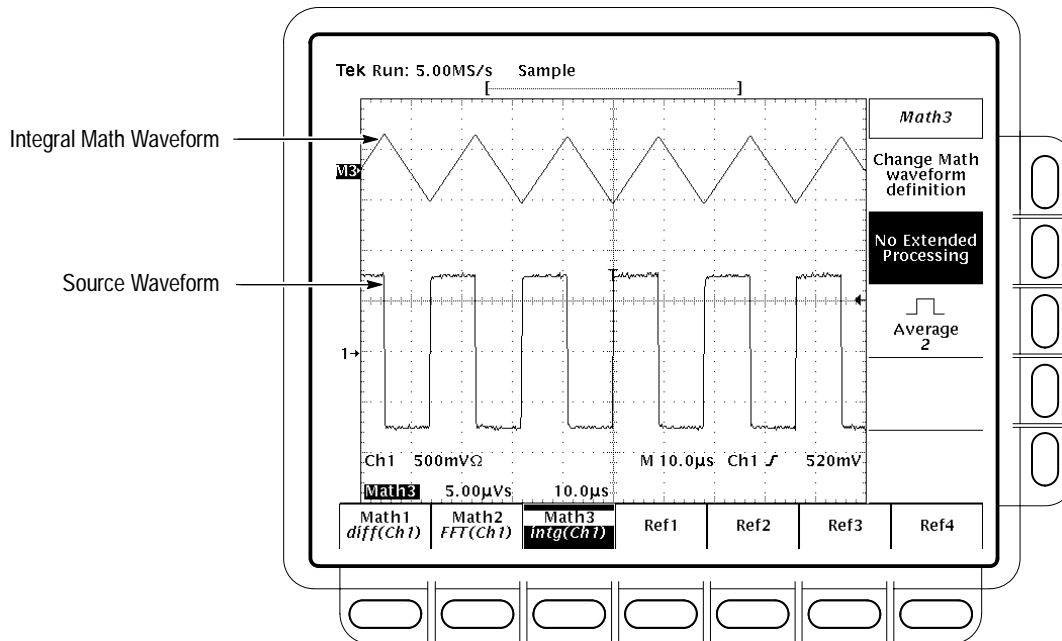 Tek Run: 5.00MS/s Sample
Integral Math Waveform
M3
Math3
Change Math
waveform
definition
No Extended
Processing
Source Waveform
T
Average
2
1
Ch1 500mVΩ M 10.0µs Ch1 520mV
Math3 5.00µVs 10.0µs
Math1
diff(Ch1)
Math2
FFT(Ch1)
Math3
intg(Ch1)
Ref1
Ref2
Ref3
Ref4